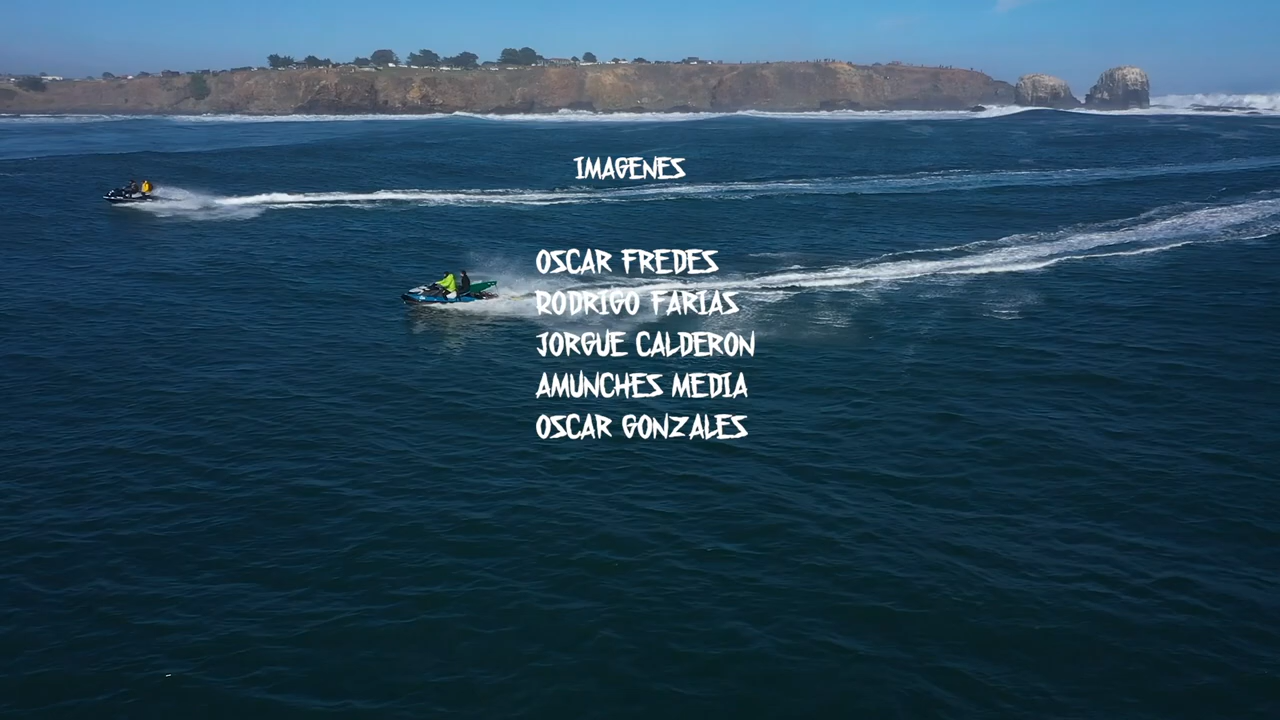 IMAGENES
OSCAR FREDES
RODRIGO FARIAS
JORGUE CALDERON
AMUNCHES MEDIA
OSCAR GONZALES